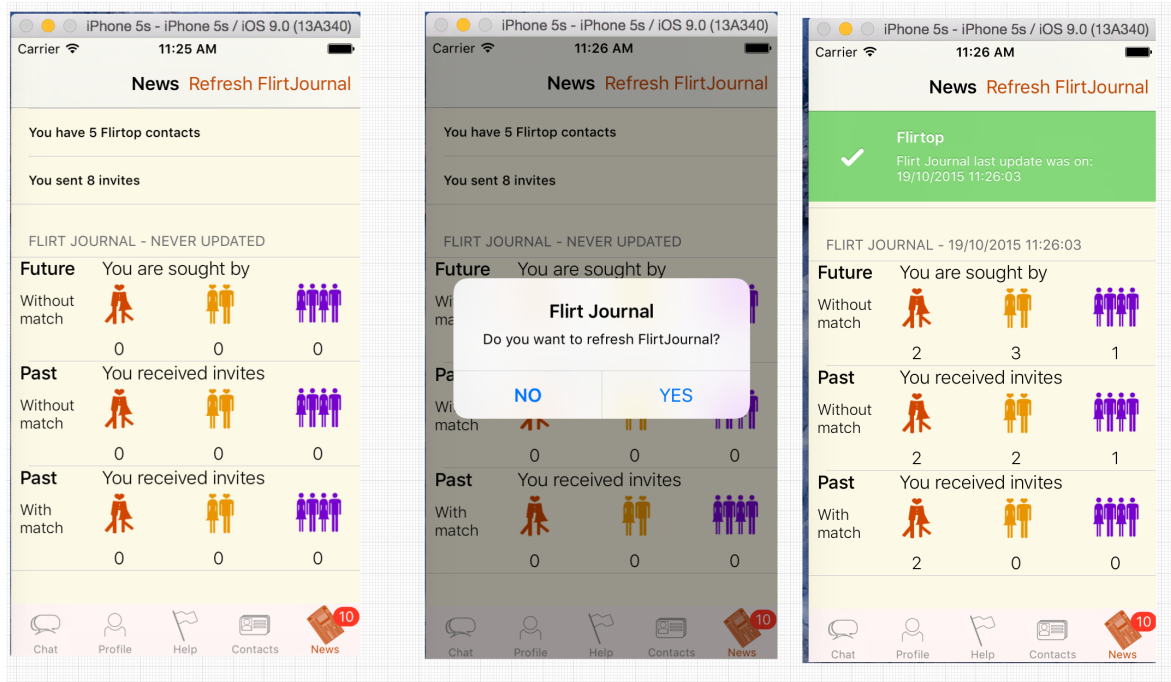 iPhone 5s - iPhone 5s / iOS 9.0 (13A340)
Carrier 11:25 AM
News Refresh FlirtJournal
You have 5 Flirtop contacts
You sent 8 invites
FLIRT JOURNAL - NEVER UPDATED
Future You are sought by
Without
match
0 0 0
Past You received invites
Without
match
0 0 0
Past You received invites
With
match
0 0 0
10
Chat Profile Help Contacts News
iPhone 5s - iPhone 5s / iOS 9.0 (13A340)
Carrier 11:26 AM
News Refresh FlirtJournal
You have 5 Flirtop contacts
You sent 8 invites
FLIRT JOURNAL - NEVER UPDATED
Future You are sought by
Flirt Journal
Do you want to refresh FlirtJournal?
NO YES
0 0 0
Past You received invites
With
match
0 0 0
10
Chat Profile Help Contacts News
iPhone 5s - iPhone 5s / iOS 9.0 (13A340)
Carrier 11:26 AM
News Refresh FlirtJournal
Flirtop
Flirt Journal last update was on:
19/10/2015 11:26:03
FLIRT JOURNAL - 19/10/2015 11:26:03
Future You are sought by
Without
match
2 3 1
Past You received invites
Without
match
2 2 1
Past You received invites
With
match
2 0 0
10
Chat Profile Help Contacts News